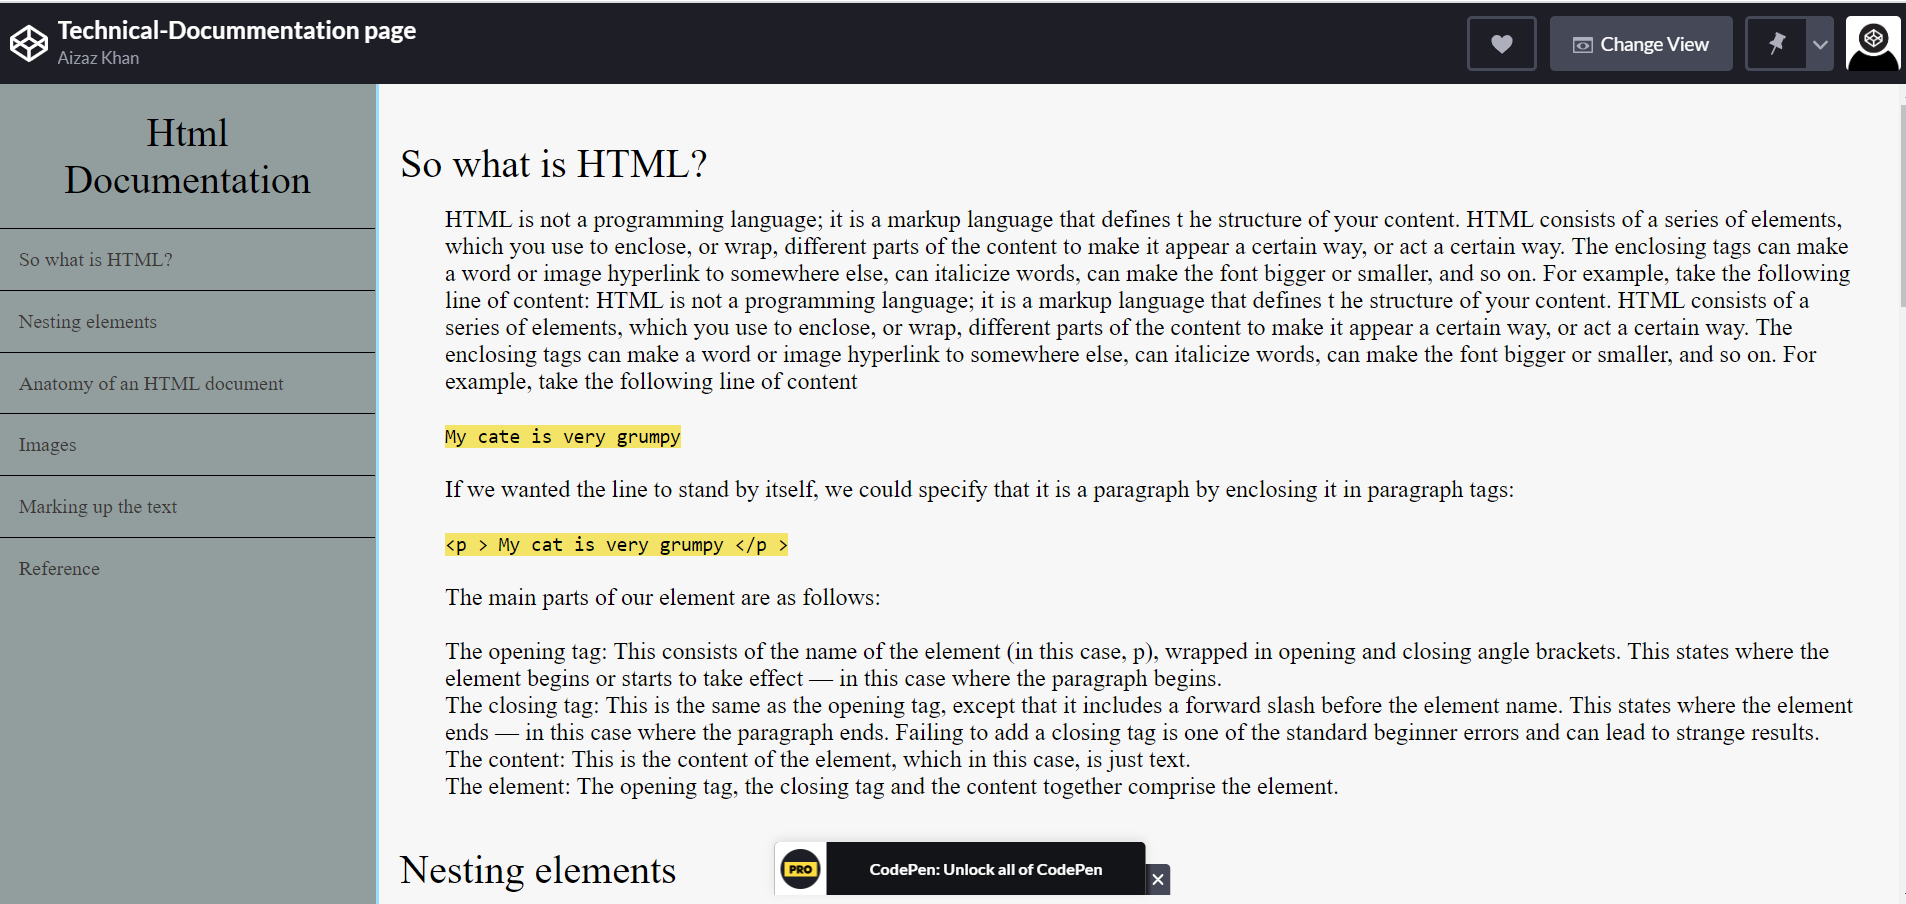 Technical-Docummentation page
Aizaz Khan
Change View
Html
Documentation
So what is HTML?
Nesting elements
Anatomy of an HTML document
Images
Marking up the text
Reference
So what is HTML?
HTML is not a programming language; it is a markup language that defines t he structure of your content. HTML consists of a series of elements,
which you use to enclose, or wrap, different parts of the content to make it appear a certain way, or act a certain way. The enclosing tags can make
a word or image hyperlink to somewhere else, can italicize words, can make the font bigger or smaller, and so on. For example, take the following
line of content: HTML is not a programming language; it is a markup language that defines t he structure of your content. HTML consists of a
series of elements, which you use to enclose, or wrap, different parts of the content to make it appear a certain way, or act a certain way. The
enclosing tags can make a word or image hyperlink to somewhere else, can italicize words, can make the font bigger or smaller, and so on. For
example, take the following line of content
My cate is very grumpy
If we wanted the line to stand by itself, we could specify that it is a paragraph by enclosing it in paragraph tags:
<p > My cat is very grumpy </p >
The main parts of our element are as follows:
The opening tag: This consists of the name of the element (in this case, p), wrapped in opening and closing angle brackets. This states where the
element begins or starts to take effect — in this case where the paragraph begins.
The closing tag: This is the same as the opening tag, except that it includes a forward slash before the element name. This states where the element
ends — in this case where the paragraph ends. Failing to add a closing tag is one of the standard beginner errors and can lead to strange results.
The content: This is the content of the element, which in this case, is just text.
The element: The opening tag, the closing tag and the content together comprise the element.
Nesting elements
PRO
CodePen: Unlock all of CodePen